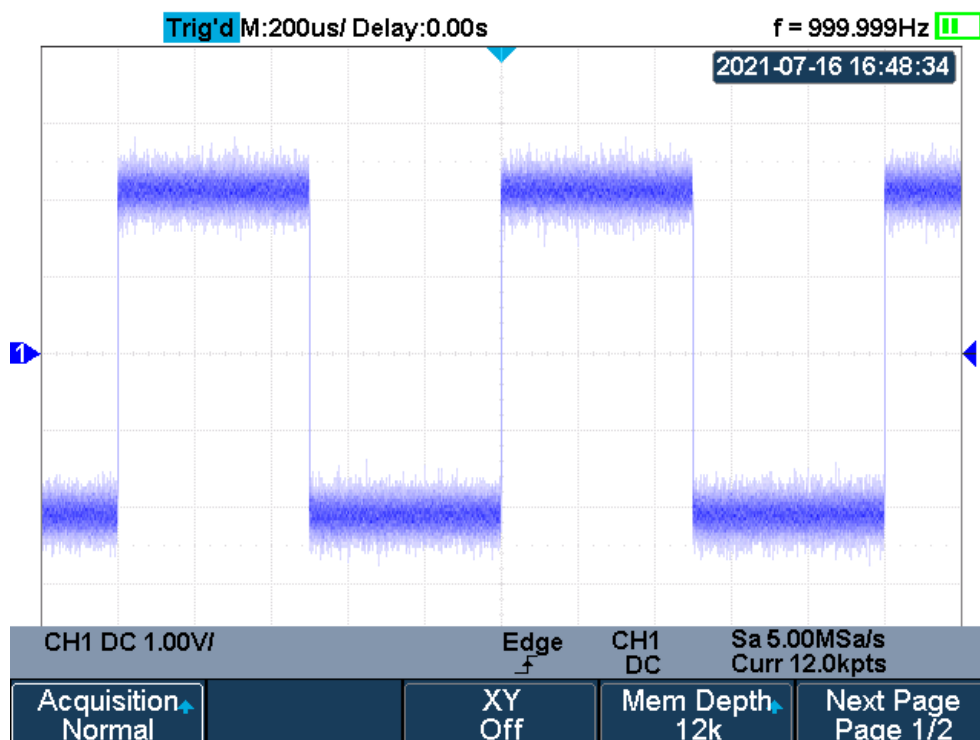 Trig'd M:200us/ Delay:0.00s f = 999.999Hz
2021-07-16 16:48:34
1
CH1 DC 1.00V/ Edge CH1 Sa 5.00MSa/s
DC Curr 12.0kpts
Acquisition XY Mem Depth Next Page
Normal Off 12k Page 1/2